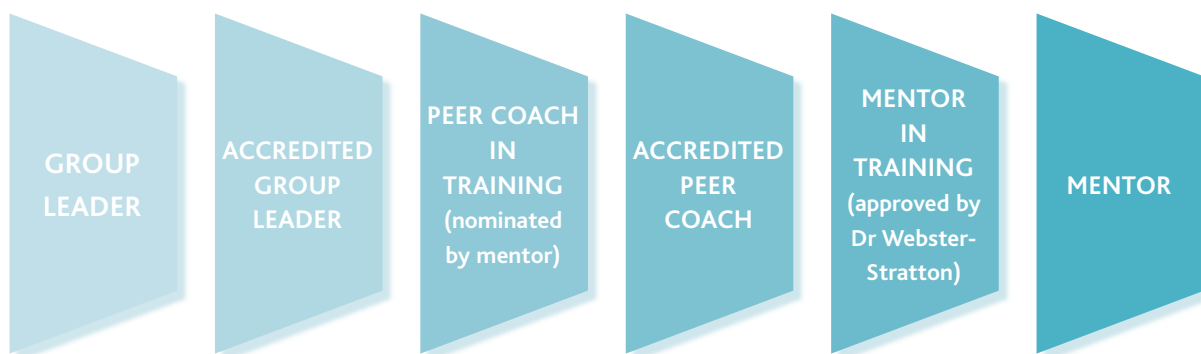 GROUP
LEADER
ACCREDITED
GROUP
LEADER
PEER COACH
IN
TRAINING
(nominated
by mentor)
ACCREDITED
PEER
COACH
MENTOR
IN
TRAINING
(approved by
Dr Webster-
Stratton)
MENTOR